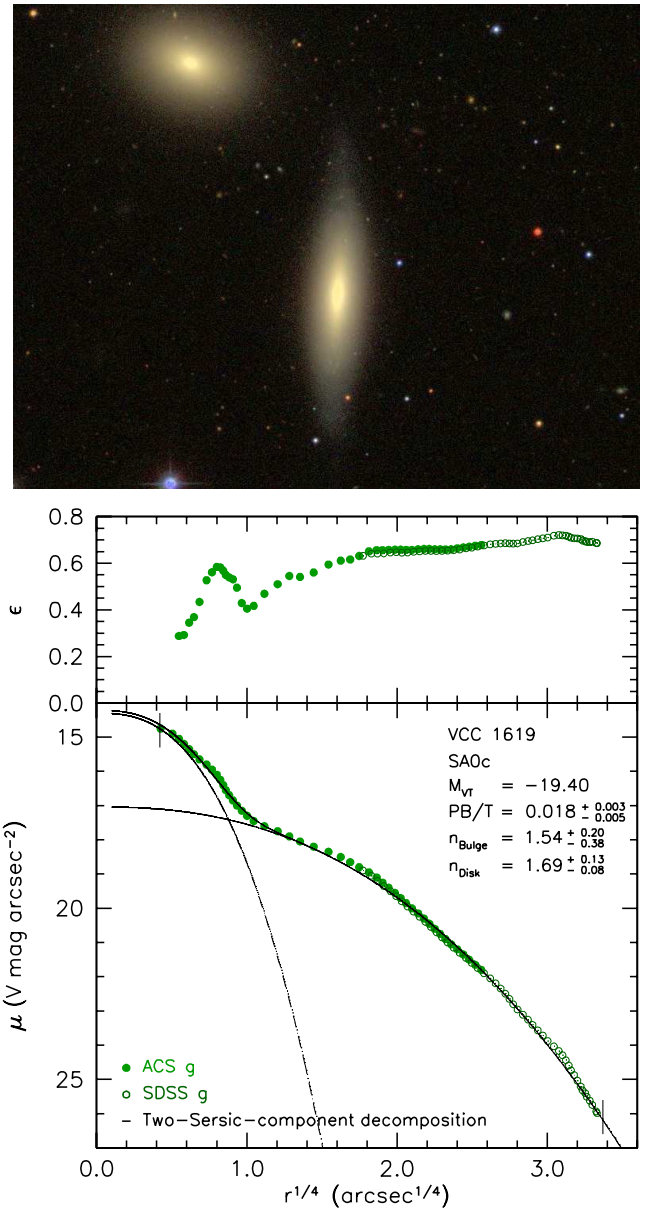 0.8
0.6
0.4
0.2
0.0
ε
VCC 1619
SA0c
M_VT = −19.40
PB/T = 0.018 + 0.003 − 0.005
n_Bulge = 1.54 + 0.20 − 0.38
n_Disk = 1.69 + 0.13 − 0.08
15
20
25
μ (V mag arcsec⁻²)
ACS g
SDSS g
− Two−Sersic−component decomposition
0.0 1.0 2.0 3.0
r^1/4 (arcsec^1/4)